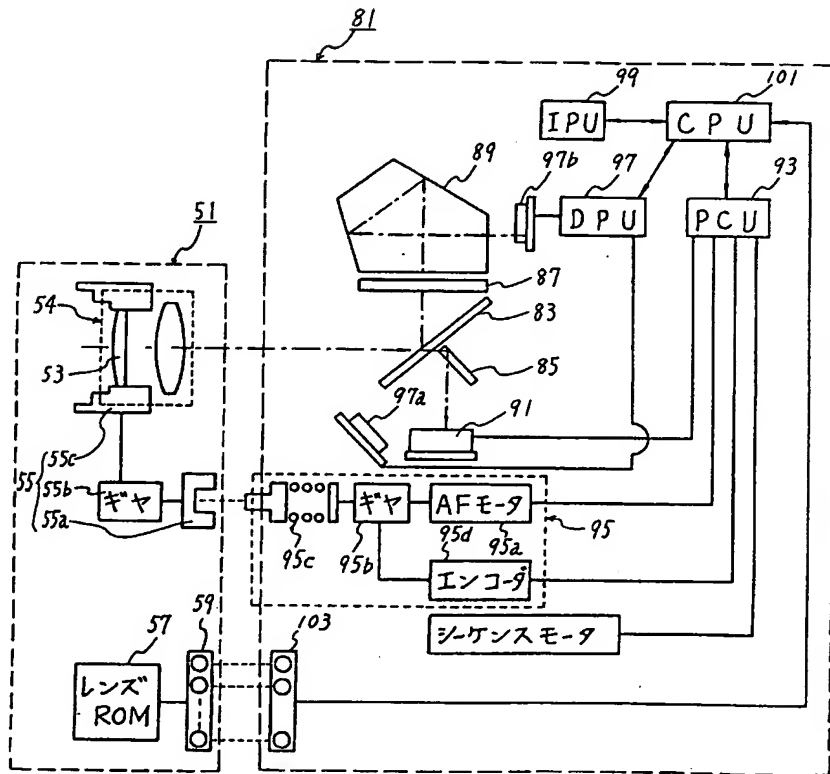 81
99
101
IPU
CPU
97b
97
93
89
DPU
PCU
51
87
54
83
53
85
97a
91
55c
55
55b
ギヤ
55a
ギヤ
AFモータ
95
95c
95b
95d
95a
エンコーダ
シーケンスモータ
57
59
103
レンズ
ROM